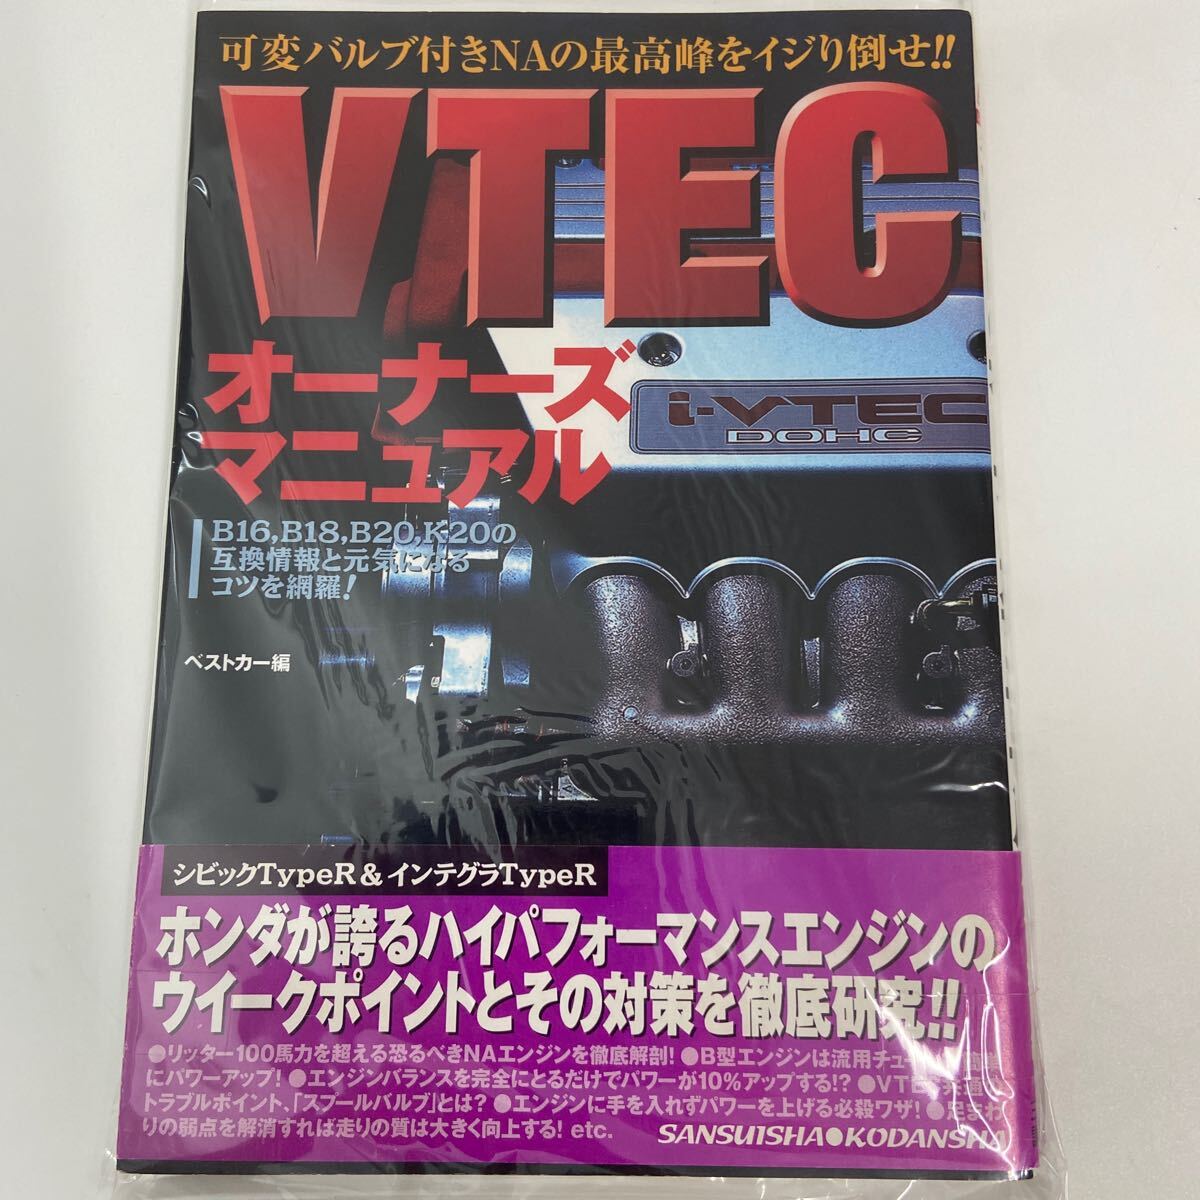 可変バルブ付きNAの最高峰をイジり倒せ!!
VTEC
i-VTEC
DOHC
オーナーズ
マニュアル
B16,B18,B20,K20の
互換情報と元気になる
コツを網羅!
ベストカー編
シビックTypeR&インテグラTypeR
ホンダが誇るハイパフォーマンスエンジンの
ウイークポイントとその対策を徹底研究!!
●リッター100馬力を超える恐るべきNAエンジンを徹底解剖! ●B型エンジンは流用チュー
にパワーアップ! ●エンジンバランスを完全にとるだけでパワーが10%アップする!? ●VTEC
トラブルポイント、「スプールバルブ」とは? ●エンジンに手を入れずパワーを上げる必殺ワザ! ●足まわ
りの弱点を解消すれば走りの質は大きく向上する! etc.
SANSUISHA●KODANSHA